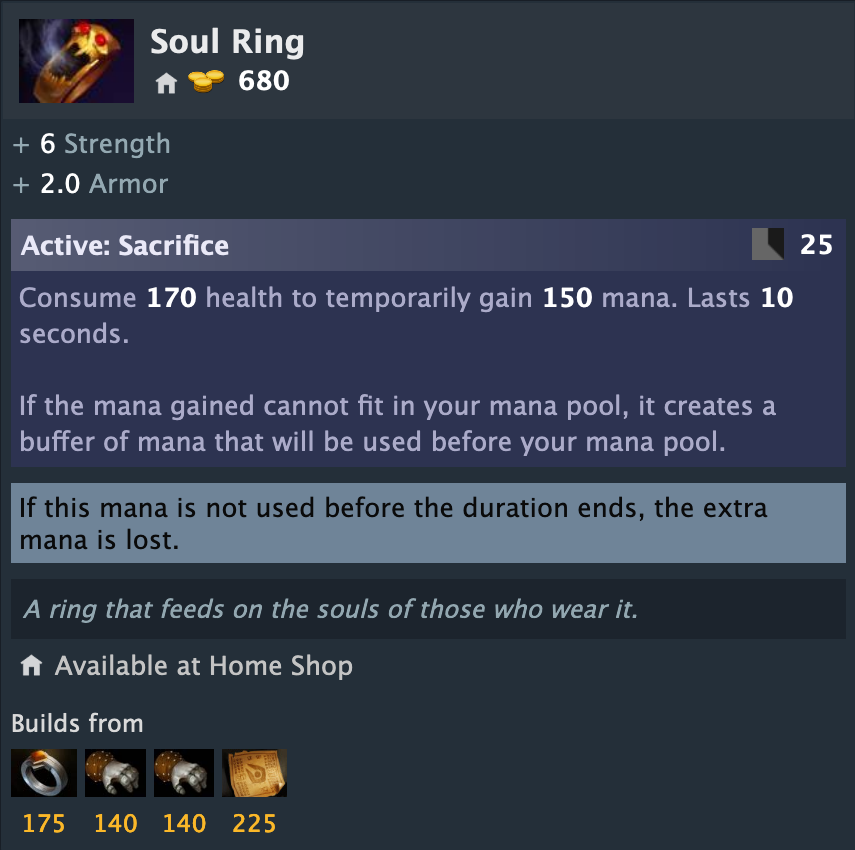 Soul Ring
680
+ 6 Strength
+ 2.0 Armor
Active: Sacrifice 25
Consume 170 health to temporarily gain 150 mana. Lasts 10
seconds.
If the mana gained cannot fit in your mana pool, it creates a
buffer of mana that will be used before your mana pool.
If this mana is not used before the duration ends, the extra
mana is lost.
A ring that feeds on the souls of those who wear it.
Available at Home Shop
Builds from
175 140 140 225